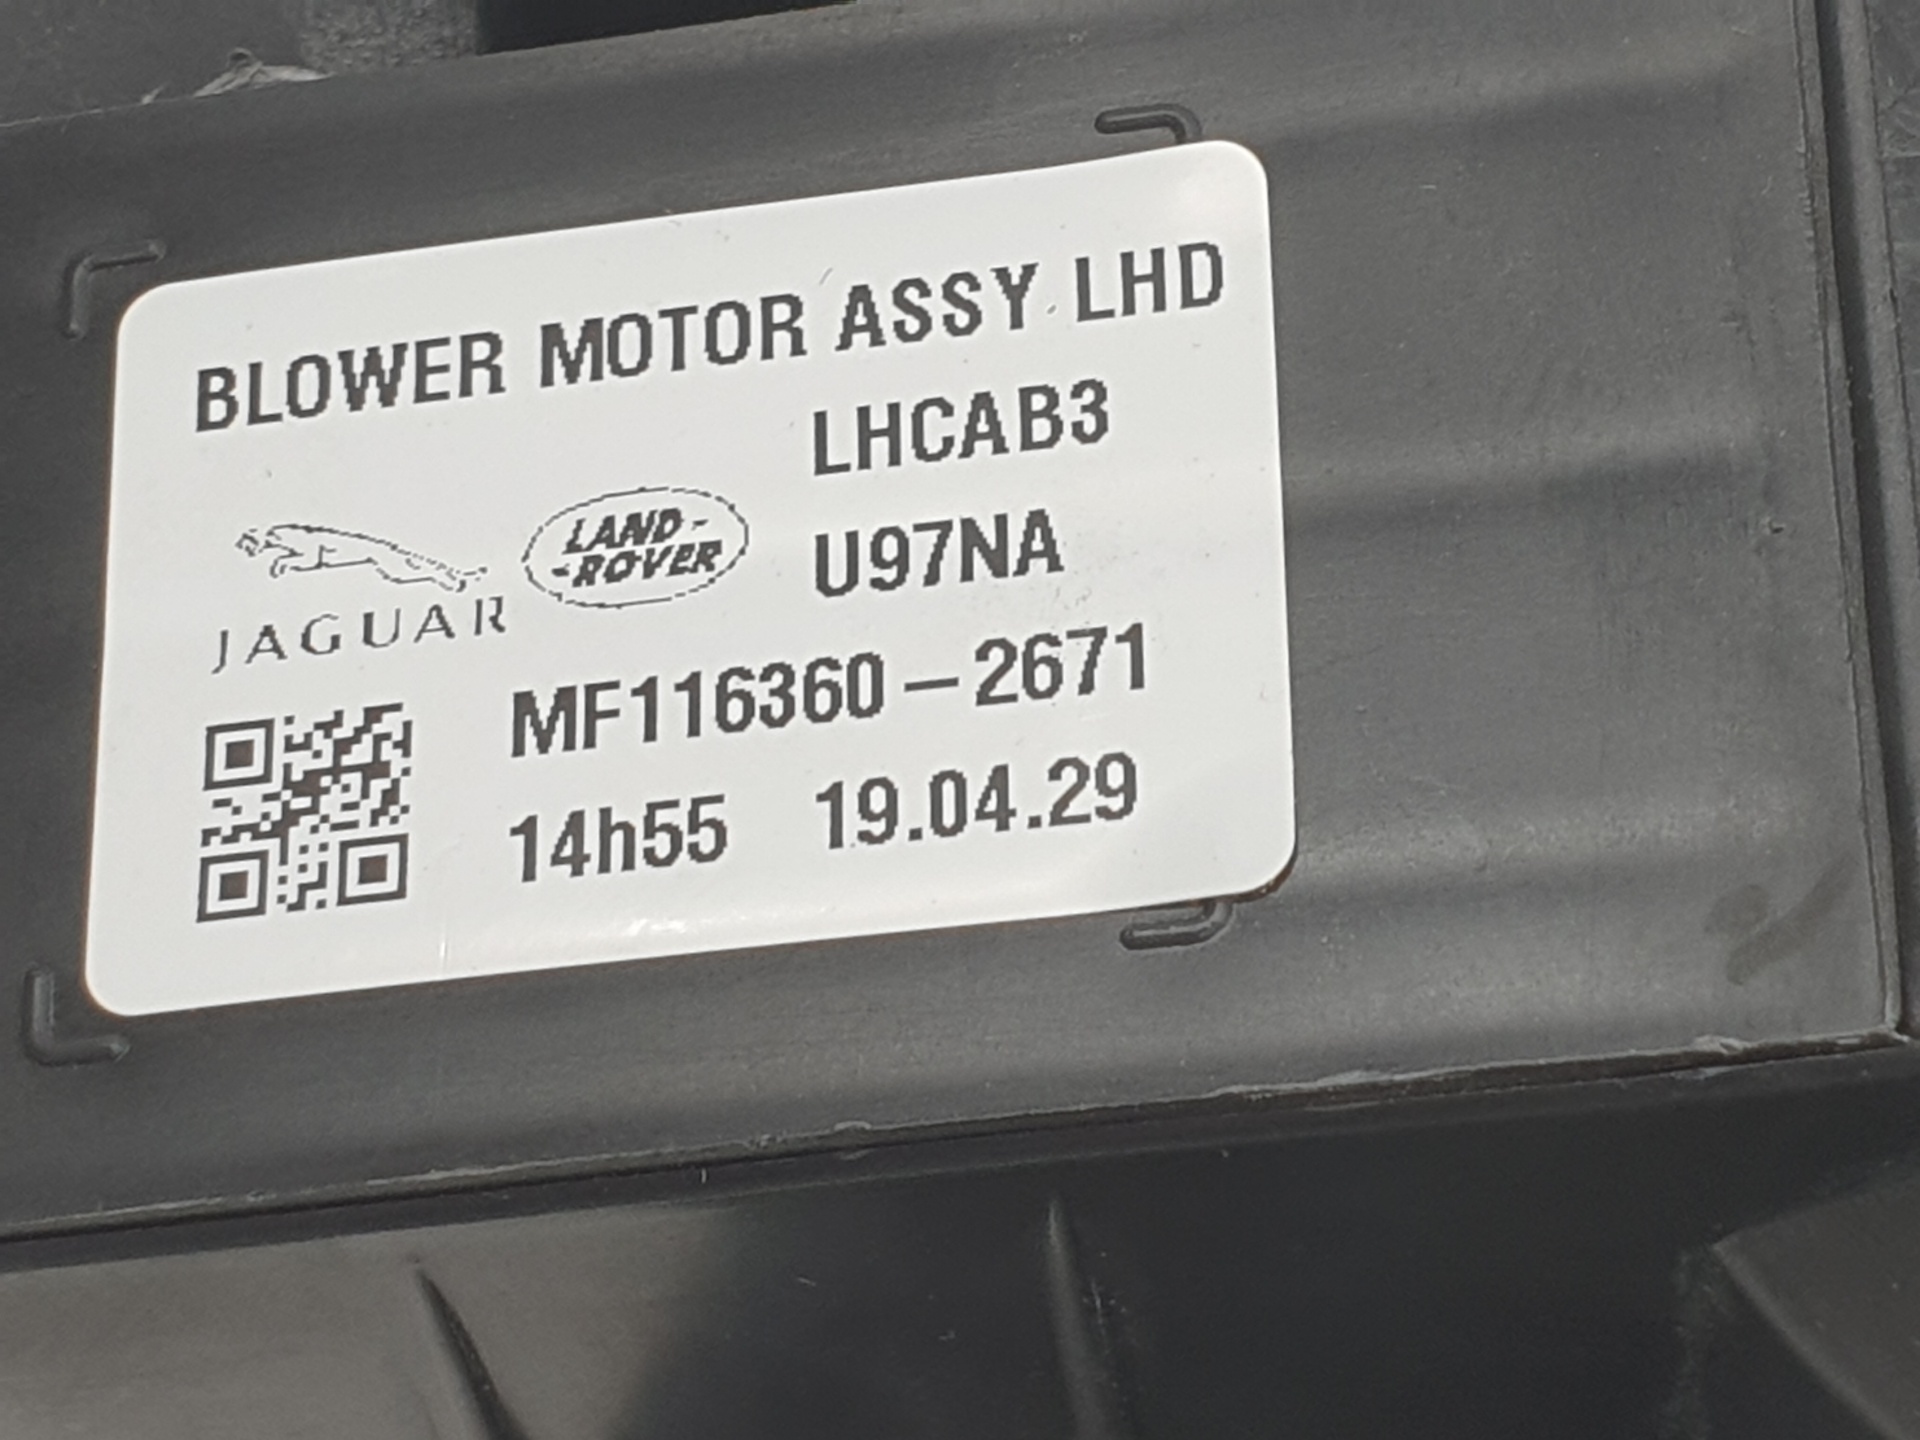 BLOWER MOTOR ASSY LHD
LHCAB3
LAND-
-ROVER
U97NA
JAGUAR
MF116360-2671
14h55 19.04.29